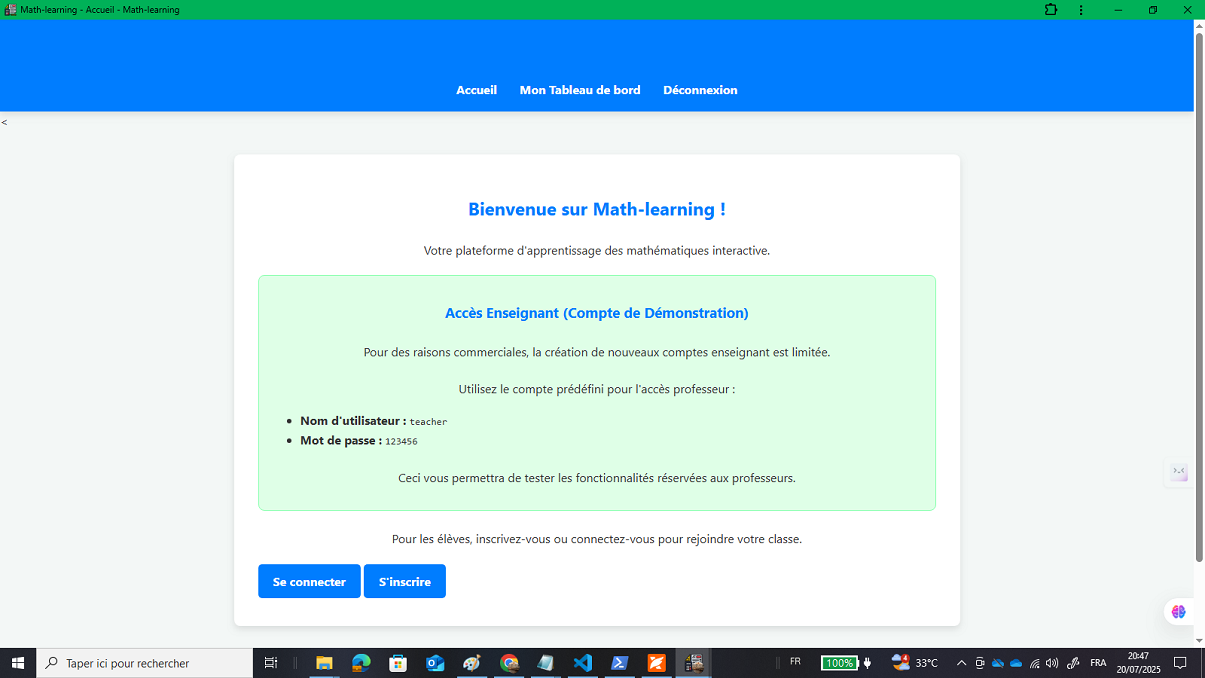 Math-learning - Accueil - Math-learning
Accueil Mon Tableau de bord Déconnexion
<
Bienvenue sur Math-learning !
Votre plateforme d'apprentissage des mathématiques interactive.
Accès Enseignant (Compte de Démonstration)
Pour des raisons commerciales, la création de nouveaux comptes enseignant est limitée.
Utilisez le compte prédéfini pour l'accès professeur :
Nom d'utilisateur : teacher
Mot de passe : 123456
Ceci vous permettra de tester les fonctionnalités réservées aux professeurs.
Pour les élèves, inscrivez-vous ou connectez-vous pour rejoindre votre classe.
Se connecter S'inscrire
Taper ici pour rechercher FR 100% 33°C FRA 20:47
20/07/2025